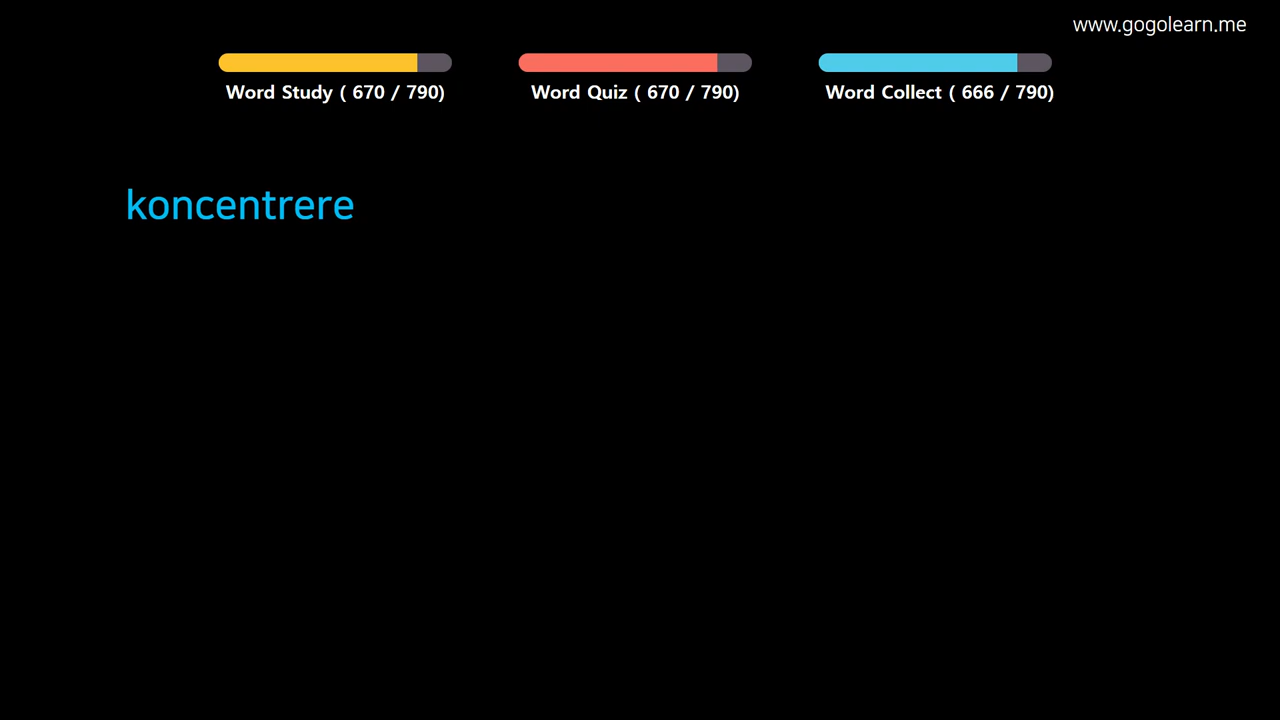 www.gogolearn.me
Word Study ( 670 / 790)
Word Quiz ( 670 / 790)
Word Collect ( 666 / 790)
koncentrere